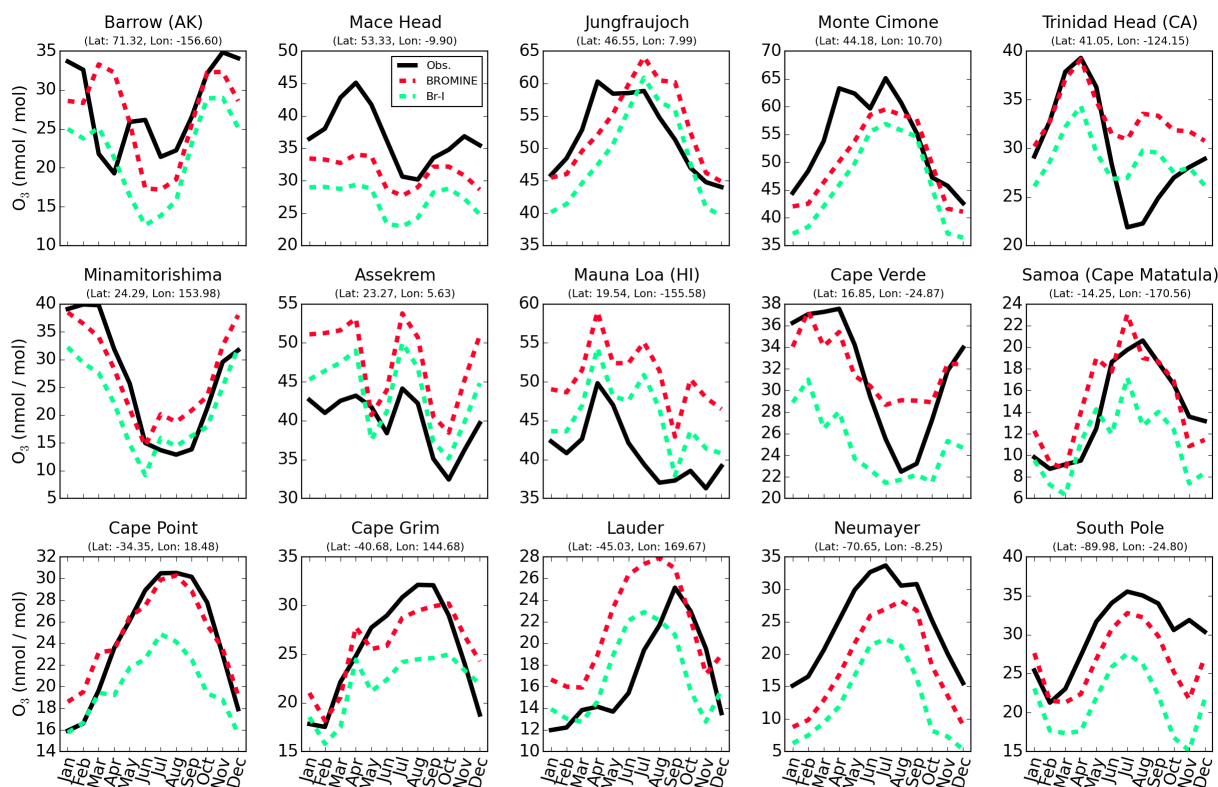 Barrow (AK)
(Lat: 71.32, Lon: -156.60)
35
30
25
20
15
10
O3 (nmol / mol)
Mace Head
(Lat: 53.33, Lon: -9.90)
50
45
40
35
30
25
20
Obs.
BROMINE
Br-I
Jungfraujoch
(Lat: 46.55, Lon: 7.99)
65
60
55
50
45
40
35
Monte Cimone
(Lat: 44.18, Lon: 10.70)
70
65
60
55
50
45
40
35
Trinidad Head (CA)
(Lat: 41.05, Lon: -124.15)
40
35
30
25
20
Minamitorishima
(Lat: 24.29, Lon: 153.98)
40
35
30
25
20
15
10
5
O3 (nmol / mol)
Assekrem
(Lat: 23.27, Lon: 5.63)
55
50
45
40
35
30
Mauna Loa (HI)
(Lat: 19.54, Lon: -155.58)
60
55
50
45
40
35
Cape Verde
(Lat: 16.85, Lon: -24.87)
38
36
34
32
30
28
26
24
22
20
Samoa (Cape Matatula)
(Lat: -14.25, Lon: -170.56)
24
22
20
18
16
14
12
10
8
6
Cape Point
(Lat: -34.35, Lon: 18.48)
32
30
28
26
24
22
20
18
16
14
O3 (nmol / mol)
Jan Feb Mar Apr May Jun Jul Aug Sep Oct Nov Dec
Cape Grim
(Lat: -40.68, Lon: 144.68)
35
30
25
20
15
Jan Feb Mar Apr May Jun Jul Aug Sep Oct Nov Dec
Lauder
(Lat: -45.03, Lon: 169.67)
28
26
24
22
20
18
16
14
12
10
Jan Feb Mar Apr May Jun Jul Aug Sep Oct Nov Dec
Neumayer
(Lat: -70.65, Lon: -8.25)
35
30
25
20
15
10
5
Jan Feb Mar Apr May Jun Jul Aug Sep Oct Nov Dec
South Pole
(Lat: -89.98, Lon: -24.80)
40
35
30
25
20
15
Jan Feb Mar Apr May Jun Jul Aug Sep Oct Nov Dec